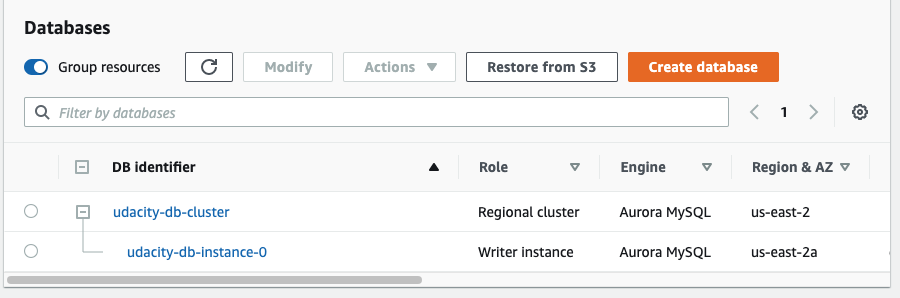 Databases
Group resources Modify Actions Restore from S3 Create database
Filter by databases 1
DB identifier Role Engine Region & AZ
udacity-db-cluster Regional cluster Aurora MySQL us-east-2
udacity-db-instance-0 Writer instance Aurora MySQL us-east-2a